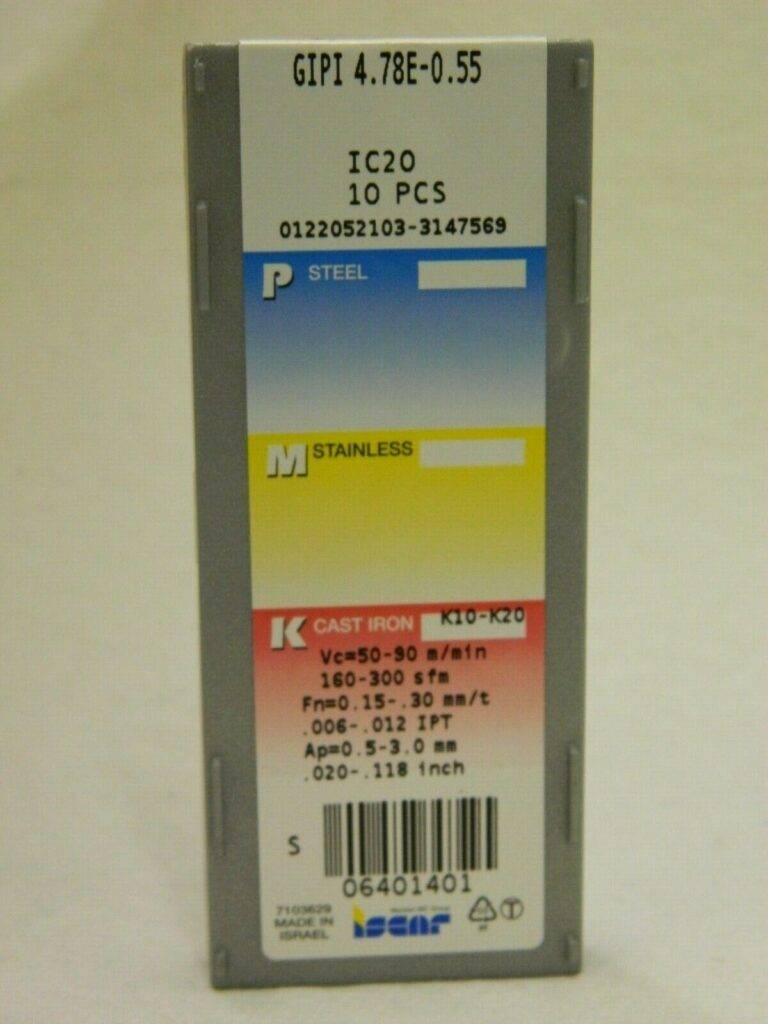 GIPI 4.78E-0.55
IC20
10 PCS
0122052103-3147569
P STEEL
M STAINLESS
K CAST IRON K10-K20
Vc=50-90 m/min
160-300 sfm
Fn=0.15-.30 mm/t
.006-.012 IPT
Ap=0.5-3.0 mm
.020-.118 inch
S
06401401
7103629
MADE IN
ISRAEL
iscar
T